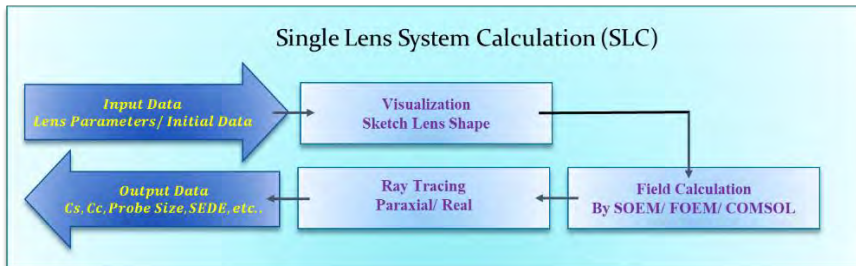 Single Lens System Calculation (SLC)
Input Data
Lens Parameters/ Initial Data
Visualization
Sketch Lens Shape
Field Calculation
By SOEM/ FOEM/ COMSOL
Ray Tracing
Paraxial/ Real
Output Data
Cs,Cc,Probe Size,SEDE,etc..